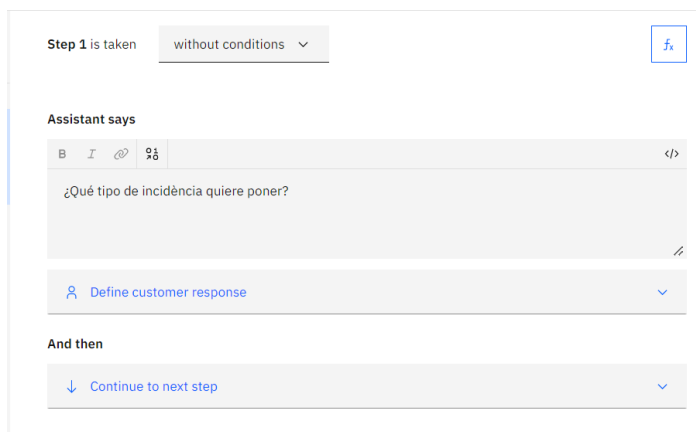 Step 1 is taken without conditions
fx
Assistant says
B I </>
¿Qué tipo de incidència quiere poner?
Define customer response
And then
Continue to next step